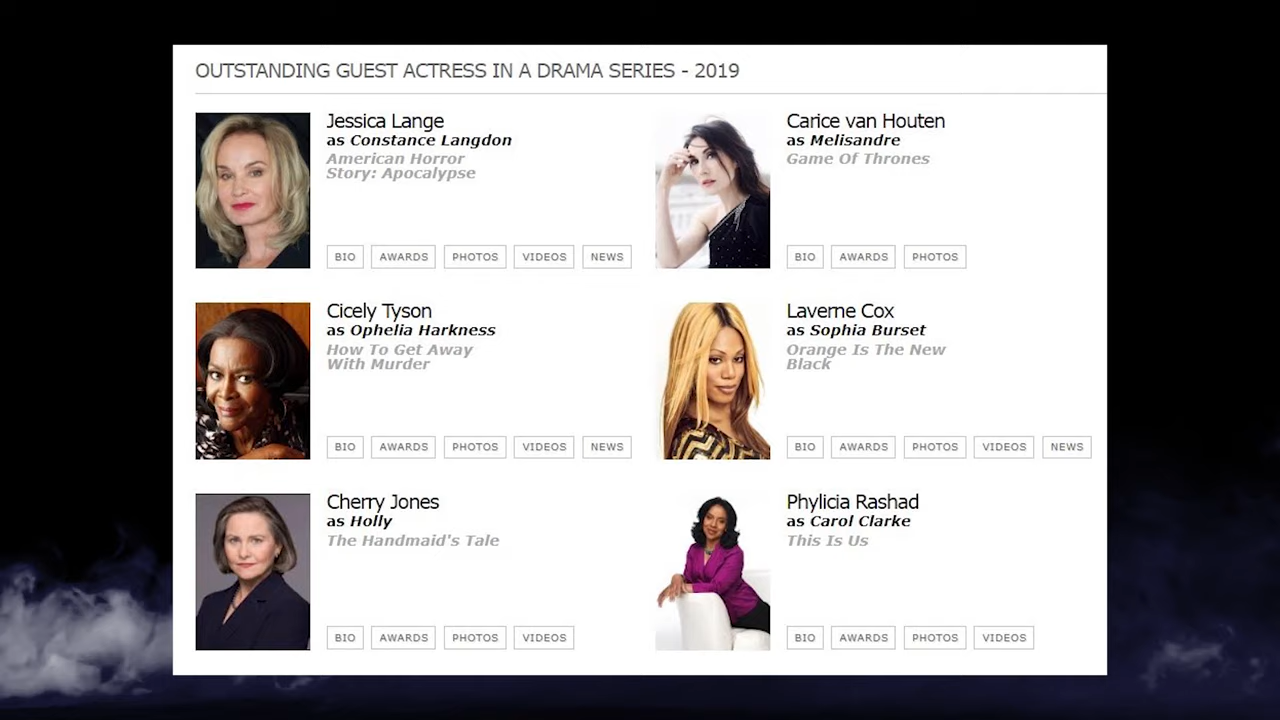 OUTSTANDING GUEST ACTRESS IN A DRAMA SERIES - 2019
Jessica Lange
as Constance Langdon
American Horror
Story: Apocalypse
BIO AWARDS PHOTOS VIDEOS NEWS
Carice van Houten
as Melisandre
Game Of Thrones
BIO AWARDS PHOTOS
Cicely Tyson
as Ophelia Harkness
How To Get Away
With Murder
BIO AWARDS PHOTOS VIDEOS NEWS
Laverne Cox
as Sophia Burset
Orange Is The New
Black
BIO AWARDS PHOTOS VIDEOS NEWS
Cherry Jones
as Holly
The Handmaid's Tale
BIO AWARDS PHOTOS VIDEOS
Phylicia Rashad
as Carol Clarke
This Is Us
BIO AWARDS PHOTOS VIDEOS